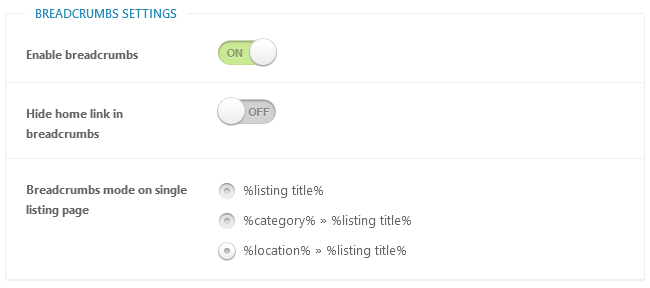 BREADCRUMBS SETTINGS
Enable breadcrumbs
ON
Hide home link in
breadcrumbs
OFF
Breadcrumbs mode on single
listing page
%listing title%
%category% » %listing title%
%location% » %listing title%